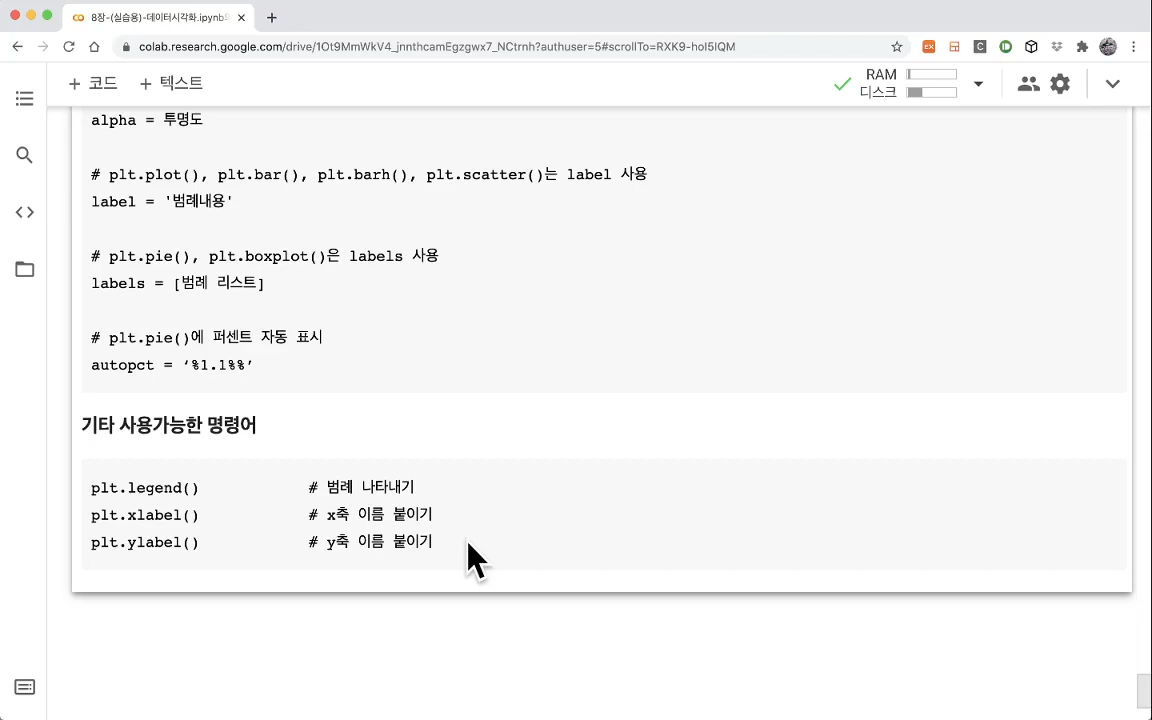 8장-(실습용)-데이터시각화.ipynb
colab.research.google.com/drive/1Ot9MmWkV4_jnnthcamEgzgwx7_NCtrnh?authuser=5#scrollTo=RXK9-hoI5IQM
+ 코드 + 텍스트
RAM
디스크
alpha = 투명도
# plt.plot(), plt.bar(), plt.barh(), plt.scatter()는 label 사용
label = '범례내용'
# plt.pie(), plt.boxplot()은 labels 사용
labels = [범례 리스트]
# plt.pie()에 퍼센트 자동 표시
autopct = ‘%1.1%%’
기타 사용가능한 명령어
plt.legend() # 범례 나타내기
plt.xlabel() # x축 이름 붙이기
plt.ylabel() # y축 이름 붙이기